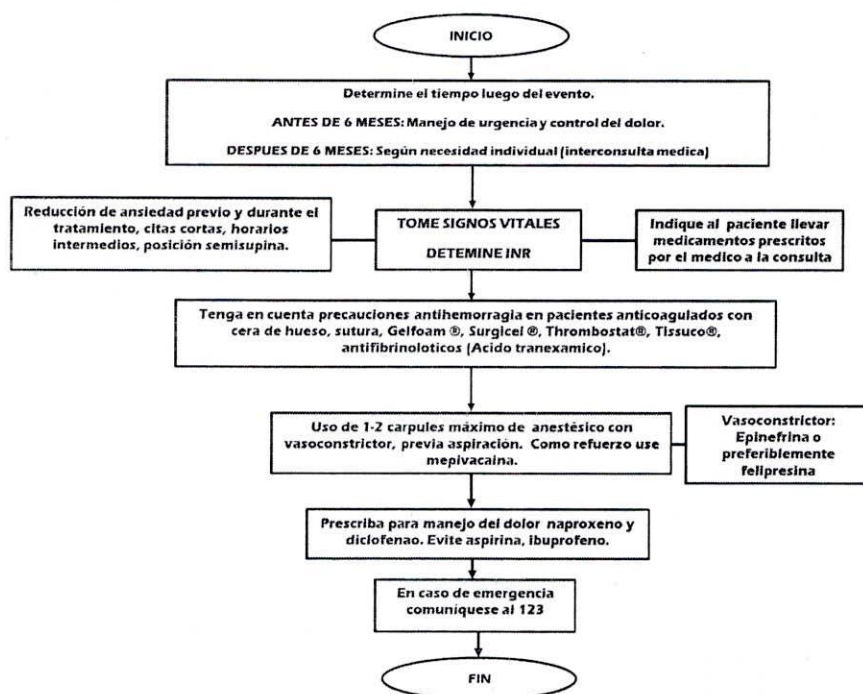 INICIO
Determine el tiempo luego del evento.
ANTES DE 6 MESES: Manejo de urgencia y control del dolor.
DESPUES DE 6 MESES: Según necesidad individual (interconsulta medica)
Reducción de ansiedad previo y durante el
tratamiento, citas cortas, horarios
intermedios, posición semisupina.
TOME SIGNOS VITALES
DETEMINE INR
Indique al paciente llevar
medicamentos prescritos
por el medico a la consulta
Tenga en cuenta precauciones antihemorragia en pacientes anticoagulados con
cera de hueso, sutura, Gelfoam ®, Surgicel ®, Thrombostat®, Tissuco®,
antifibrinoloticos (Acido tranexamico).
Uso de 1-2 carpules máximo de anestésico con
vasoconstrictor, previa aspiración. Como refuerzo use
mepivacaina.
Vasoconstrictor:
Epinefrina o
preferiblemente
felipresina
Prescriba para manejo del dolor naproxeno y
diclofenao. Evite aspirina, ibuprofeno.
En caso de emergencia
comuníquese al 123
FIN